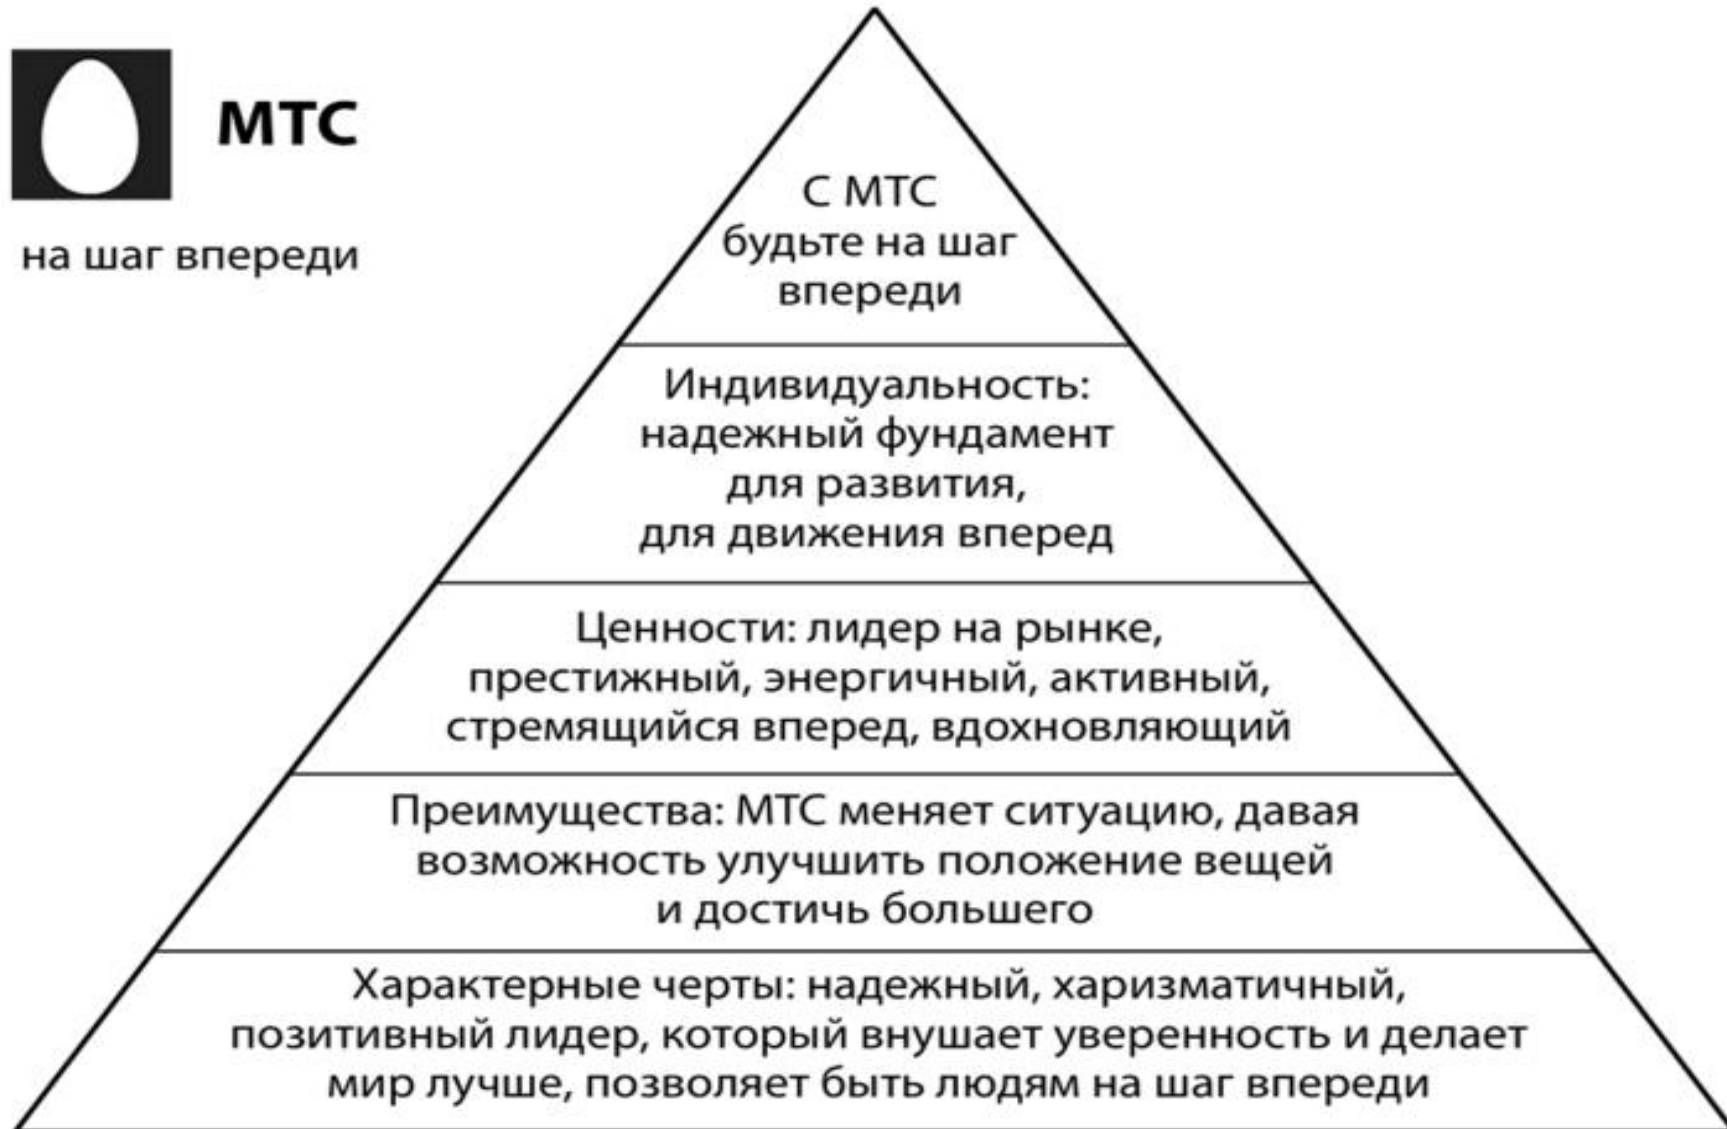 МТС
на шаг впереди
С МТС
будьте на шаг
впереди
Индивидуальность:
надежный фундамент
для развития,
для движения вперед
Ценности: лидер на рынке,
престижный, энергичный, активный,
стремящийся вперед, вдохновляющий
Преимущества: МТС меняет ситуацию, давая
возможность улучшить положение вещей
и достичь большего
Характерные черты: надежный, харизматичный,
позитивный лидер, который внушает уверенность и делает
мир лучше, позволяет быть людям на шаг впереди